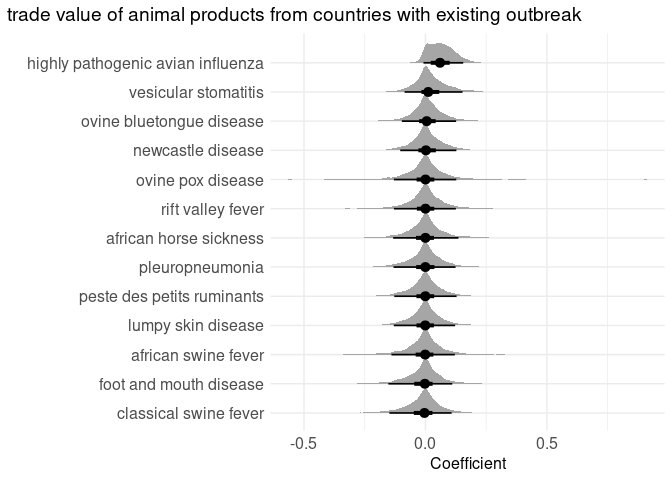 trade value of animal products from countries with existing outbreak
highly pathogenic avian influenza
vesicular stomatitis
ovine bluetongue disease
newcastle disease
ovine pox disease
rift valley fever
african horse sickness
pleuropneumonia
peste des petits ruminants
lumpy skin disease
african swine fever
foot and mouth disease
classical swine fever
-0.5 0.0 0.5
Coefficient